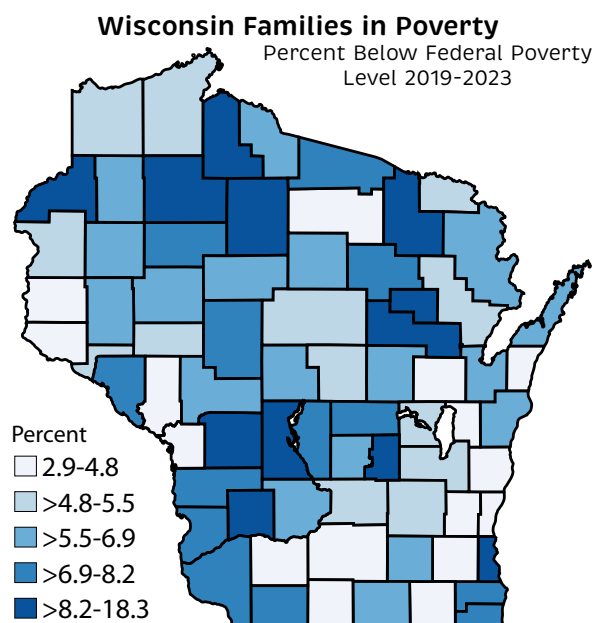 Wisconsin Families in Poverty
Percent Below Federal Poverty
Level 2019-2023
Percent
2.9-4.8
>4.8-5.5
>5.5-6.9
>6.9-8.2
>8.2-18.3